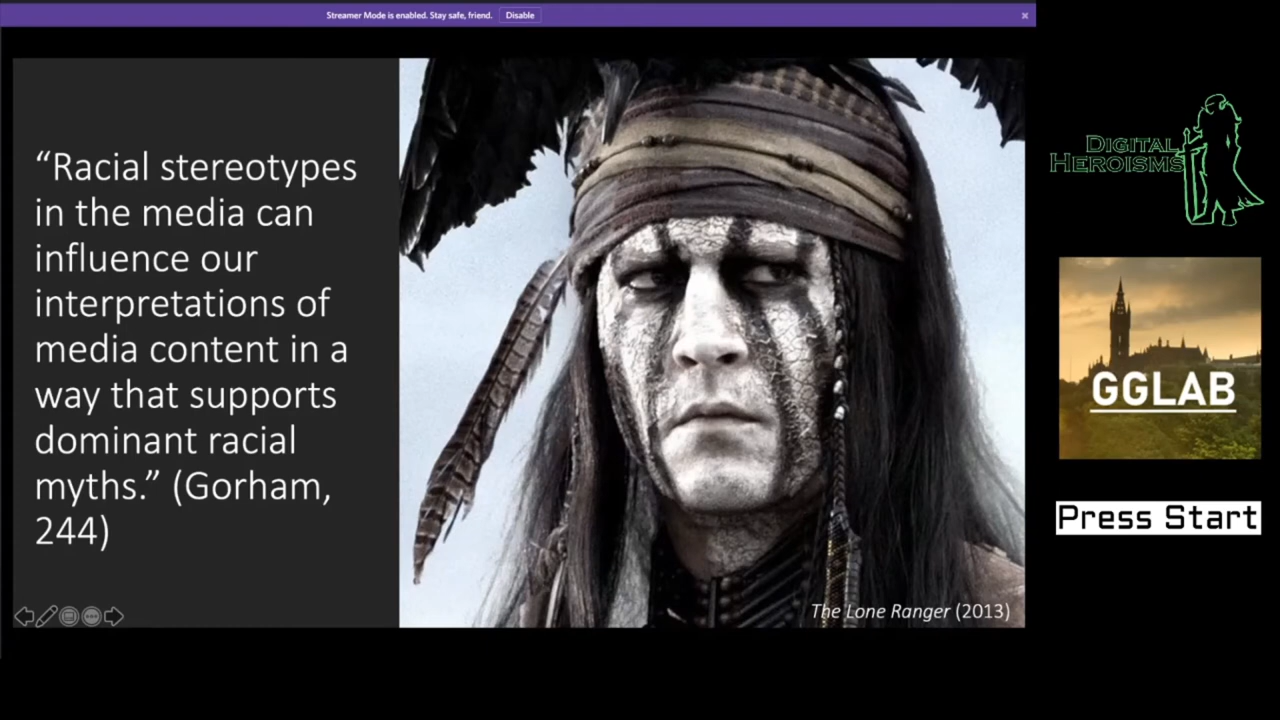 Streamer Mode is enabled. Stay safe, friend. Disable
“Racial stereotypes
in the media can
influence our
interpretations of
media content in a
way that supports
dominant racial
myths.” (Gorham,
244)
The Lone Ranger (2013)
DIGITAL
HEROISMS
GGLAB
Press Start